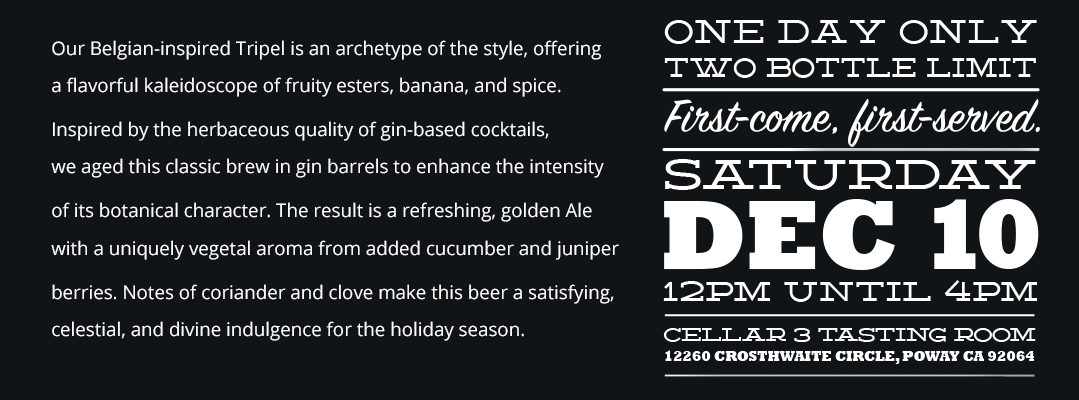 Our Belgian-inspired Tripel is an archetype of the style, offering
a flavorful kaleidoscope of fruity esters, banana, and spice.
Inspired by the herbaceous quality of gin-based cocktails,
we aged this classic brew in gin barrels to enhance the intensity
of its botanical character. The result is a refreshing, golden Ale
with a uniquely vegetal aroma from added cucumber and juniper
berries. Notes of coriander and clove make this beer a satisfying,
celestial, and divine indulgence for the holiday season.
ONE DAY ONLY
TWO BOTTLE LIMIT
First-come, first-served.
SATURDAY
DEC 10
12PM UNTIL 4PM
CELLAR 3 TASTING ROOM
12260 CROSTHWAITE CIRCLE, POWAY CA 92064